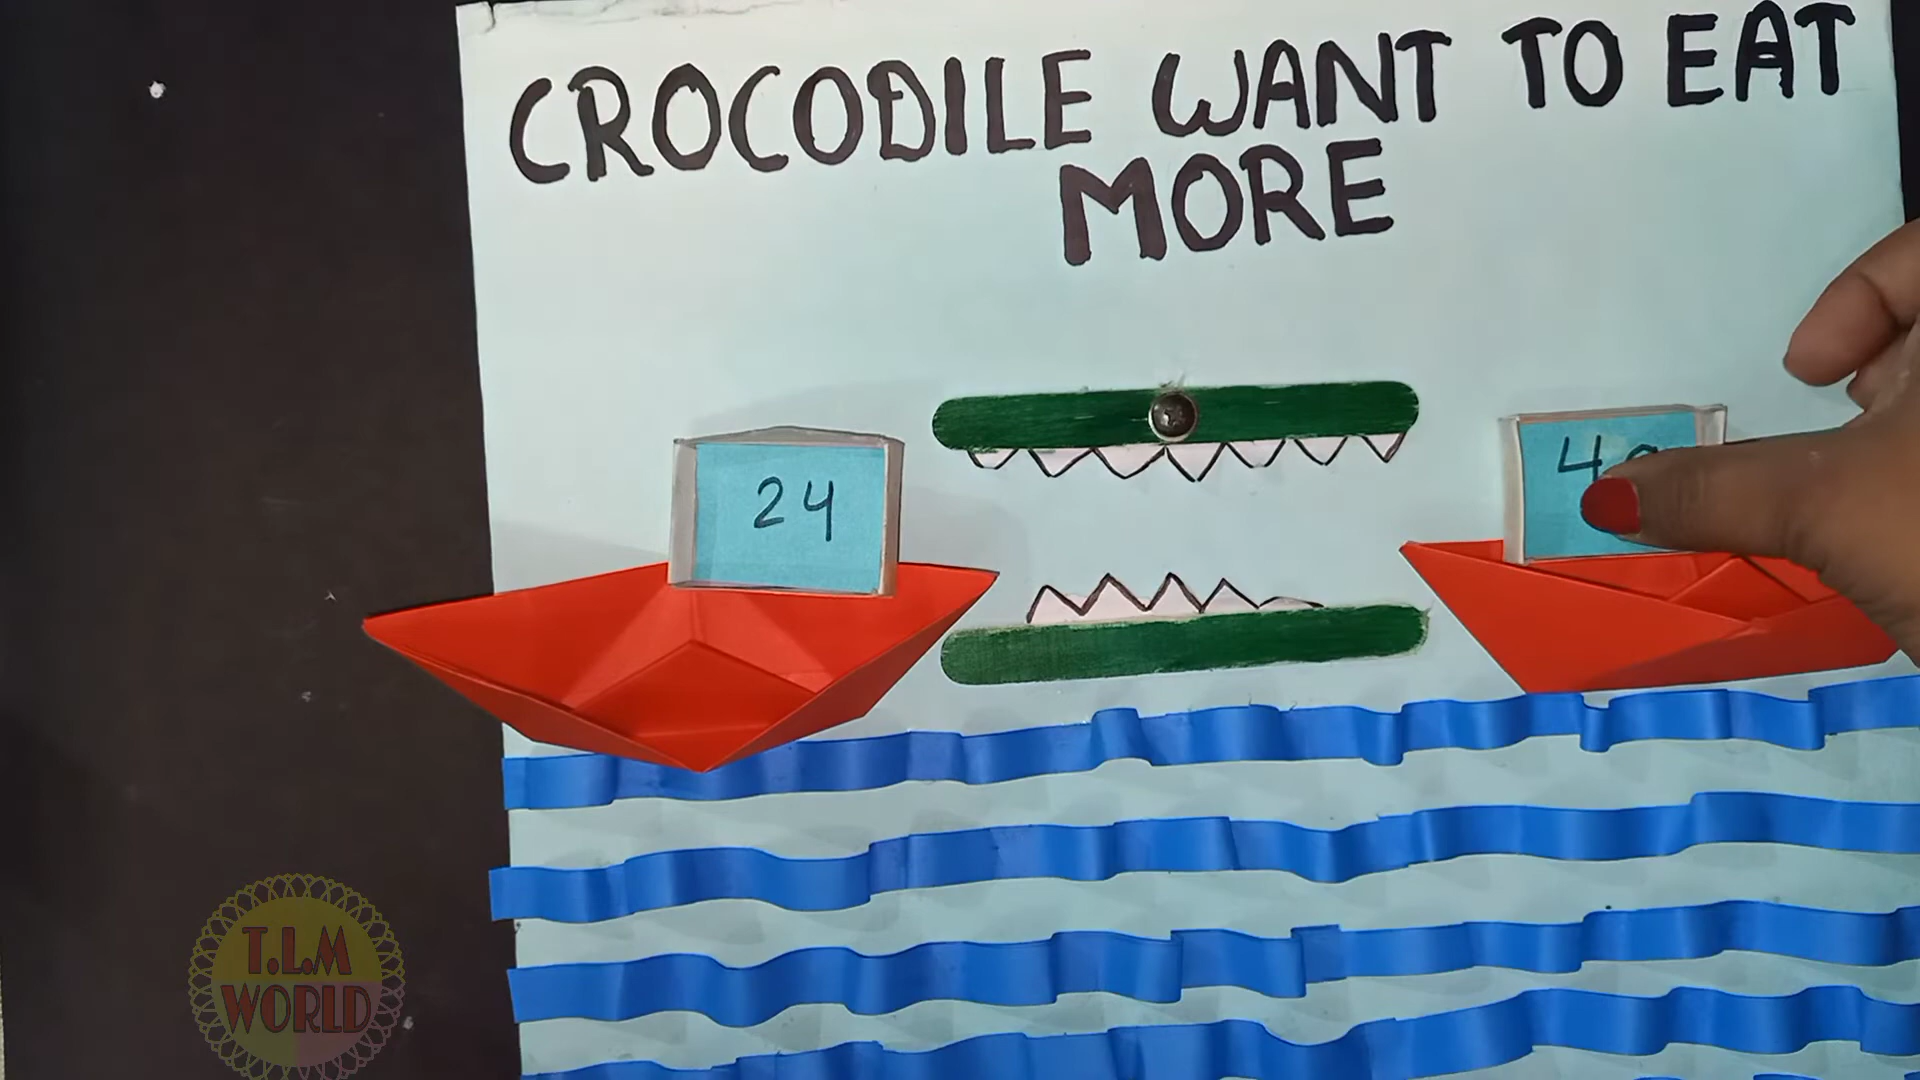 CROCODILE WANT TO EAT
MORE
24
T.L.M
WORLD